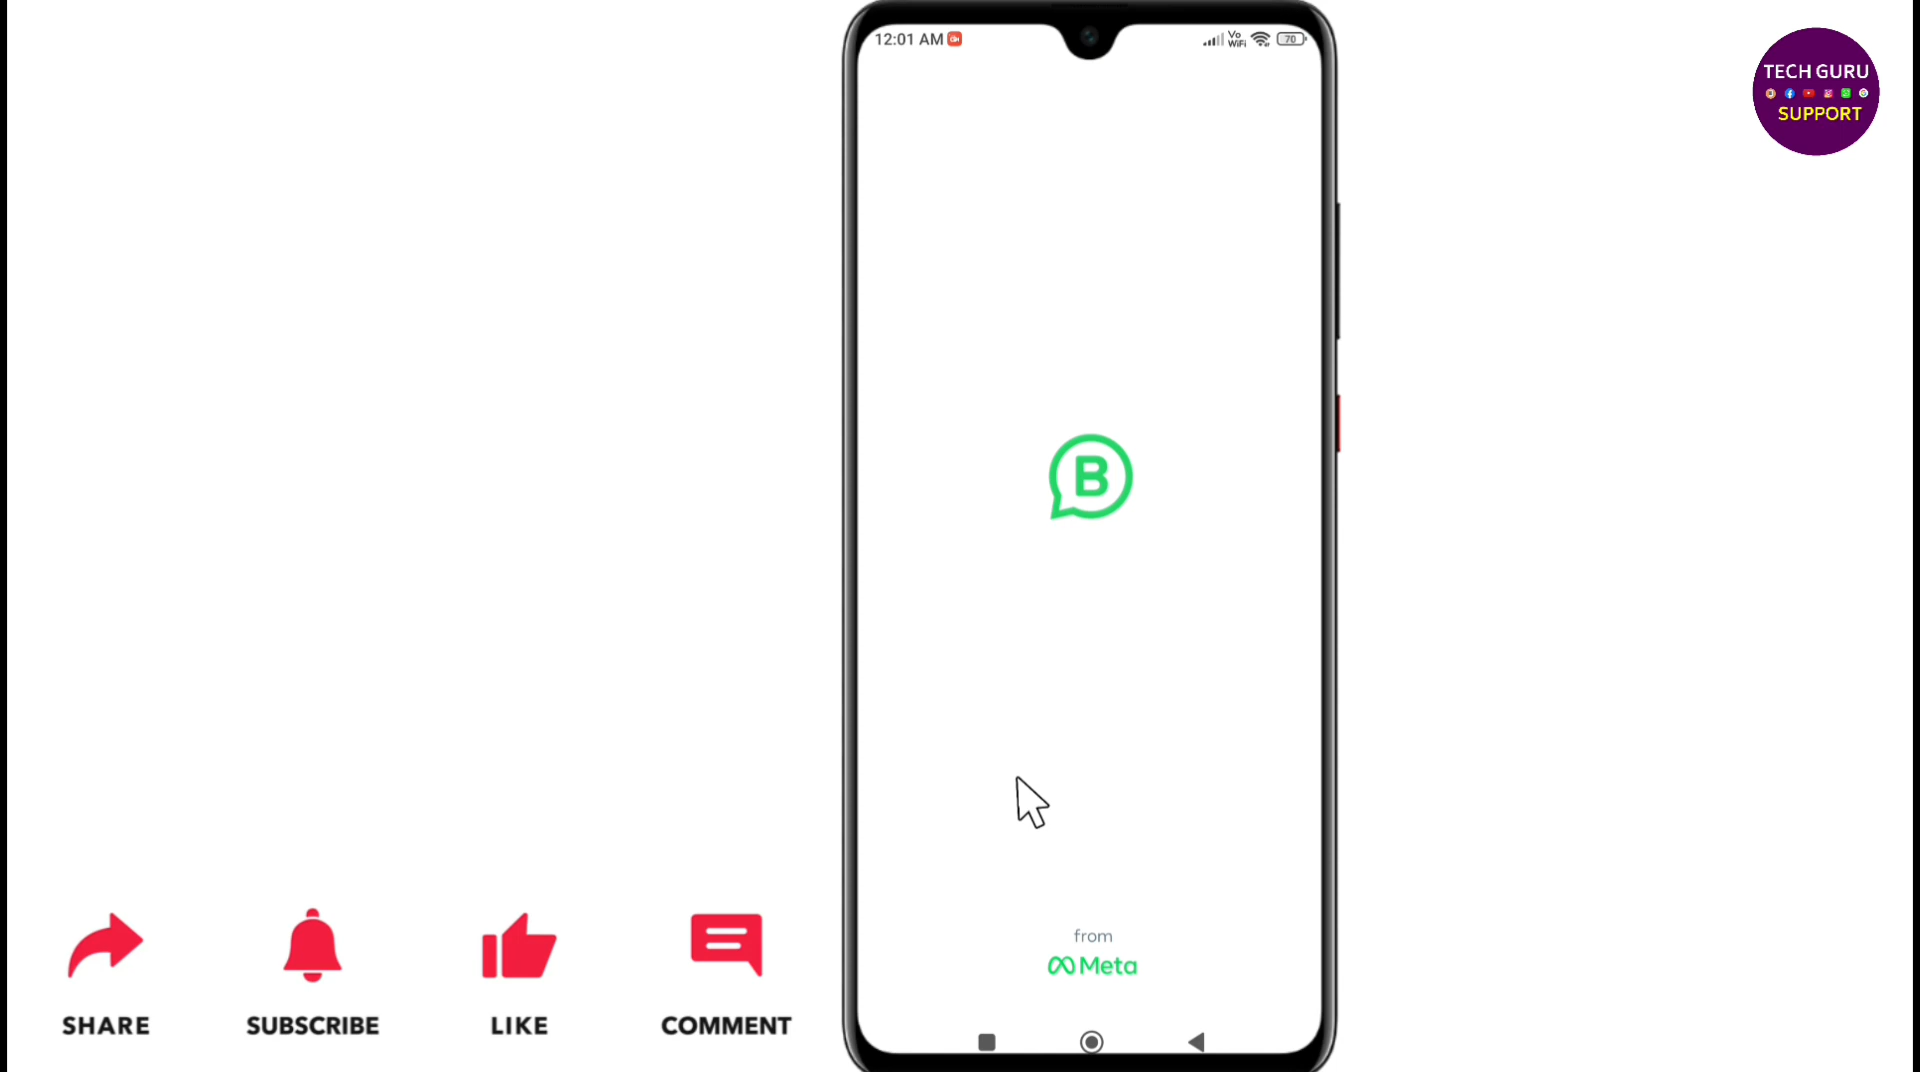 12:01 AM
Vo
WiFi
70
TECH GURU
SUPPORT
B
from
Meta
SHARE
SUBSCRIBE
LIKE
COMMENT